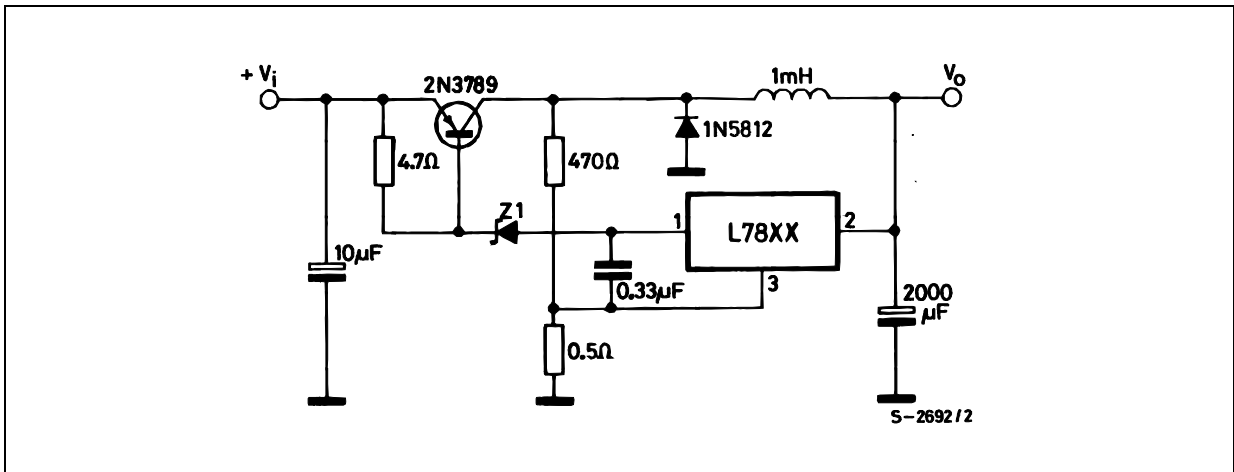 + Vi
2N3789
1mH
Vo
4.7Ω
470Ω
1N5812
Z1
1
L78XX
2
10µF
0.33µF
3
2000
µF
0.5Ω
S-2692/2